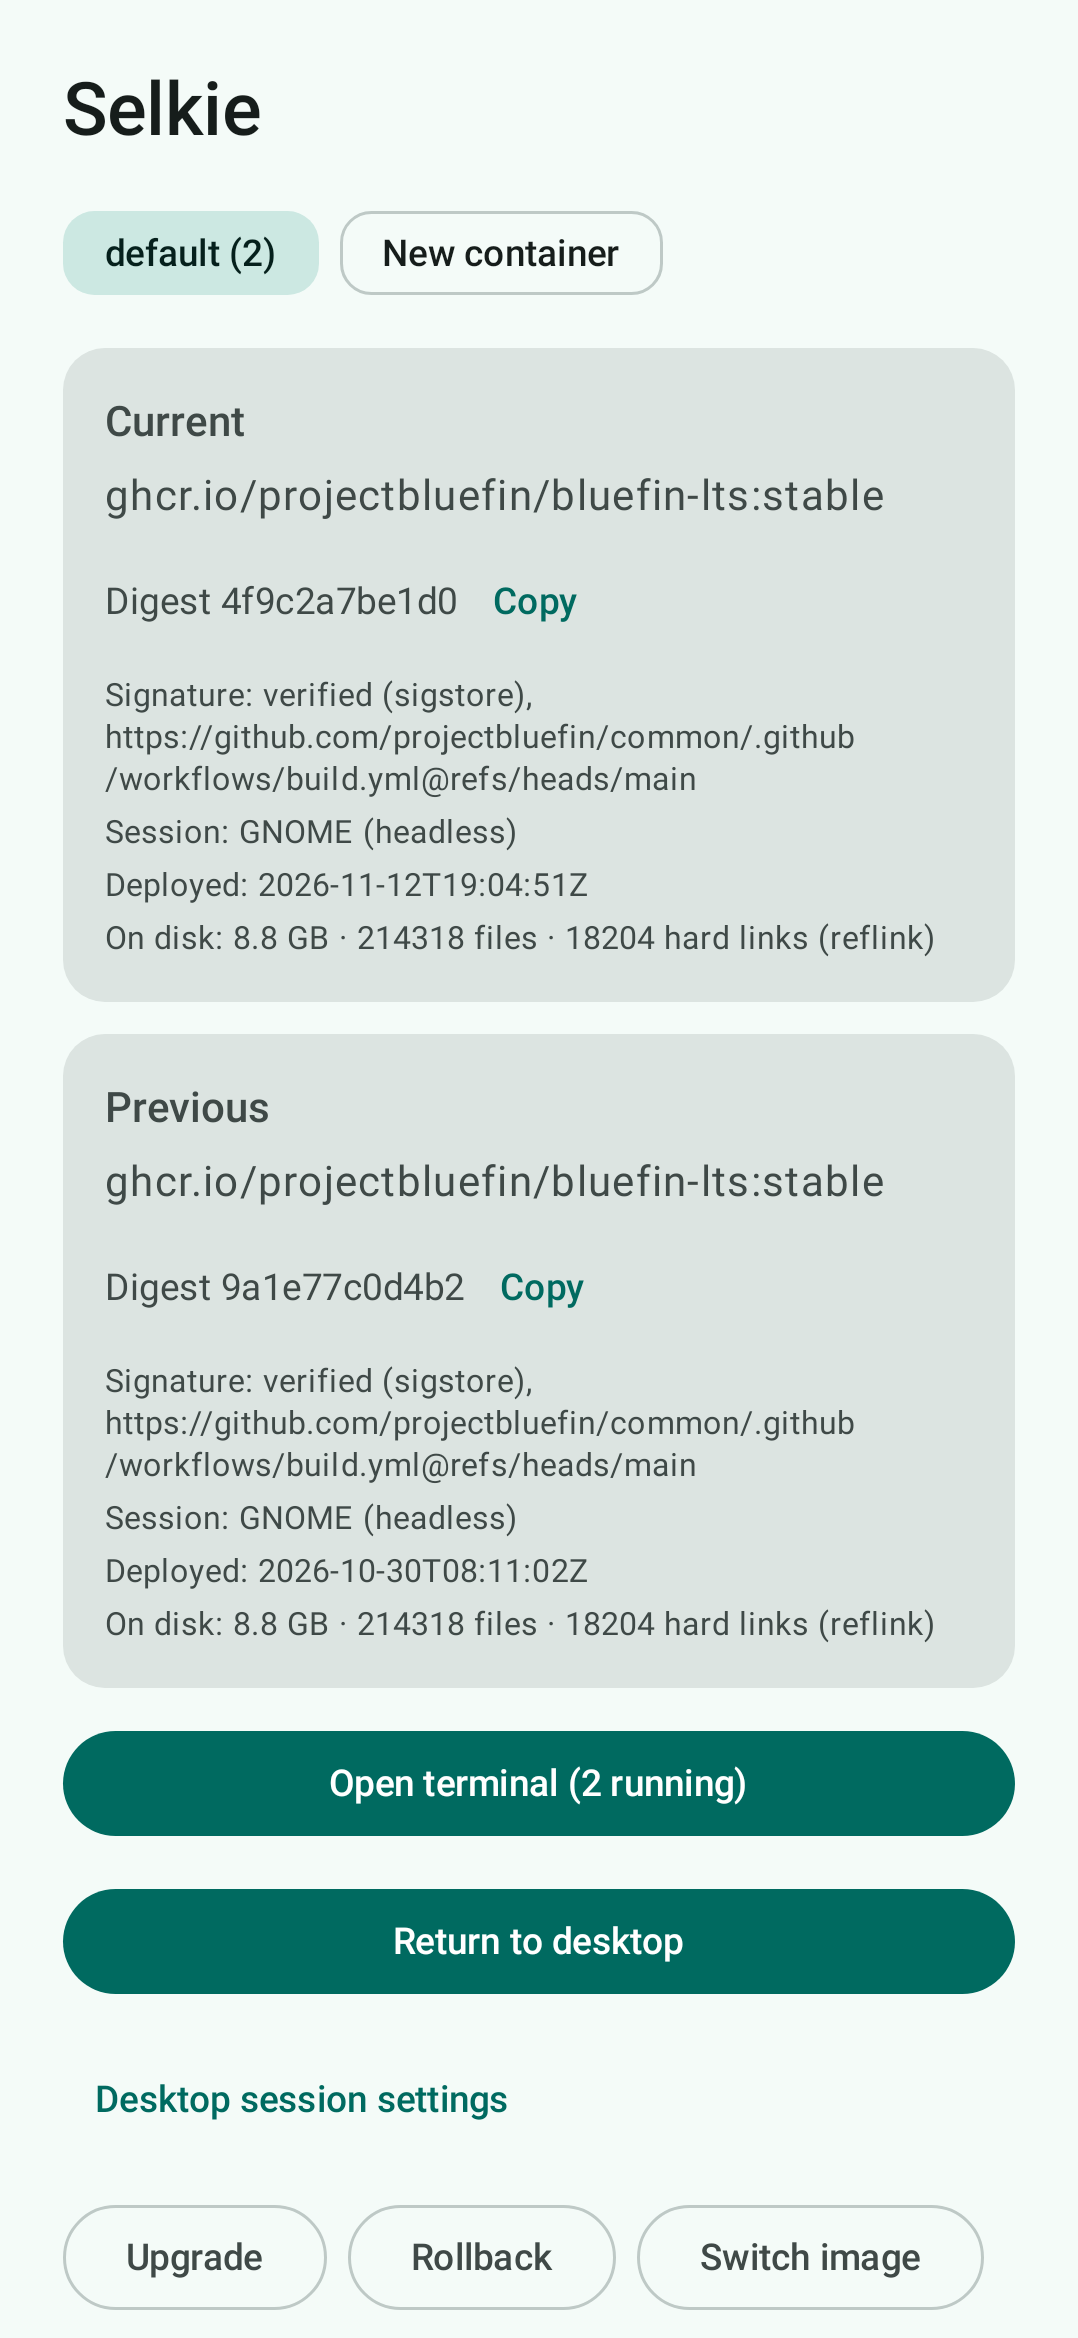 Selkie
default (2)
New container
Current
ghcr.io/projectbluefin/bluefin-lts:stable
Digest 4f9c2a7be1d0 Copy
Signature: verified (sigstore),
https://github.com/projectbluefin/common/.github
/workflows/build.yml@refs/heads/main
Session: GNOME (headless)
Deployed: 2026-11-12T19:04:51Z
On disk: 8.8 GB · 214318 files · 18204 hard links (reflink)
Previous
ghcr.io/projectbluefin/bluefin-lts:stable
Digest 9a1e77c0d4b2 Copy
Signature: verified (sigstore),
https://github.com/projectbluefin/common/.github
/workflows/build.yml@refs/heads/main
Session: GNOME (headless)
Deployed: 2026-10-30T08:11:02Z
On disk: 8.8 GB · 214318 files · 18204 hard links (reflink)
Open terminal (2 running)
Return to desktop
Desktop session settings
Upgrade
Rollback
Switch image